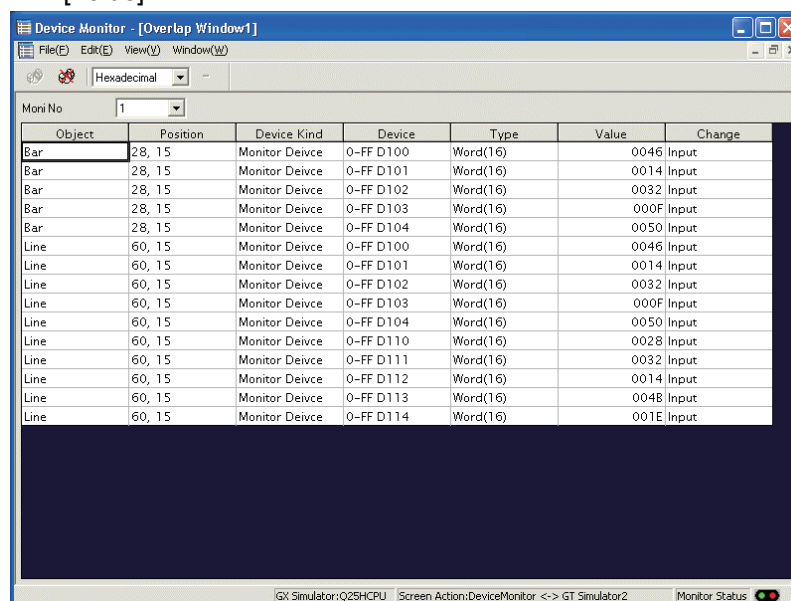 Device Monitor - [Overlap Window1]
File(F) Edit(E) View(V) Window(W)
Hexadecimal
Moni No 1
Object Position Device Kind Device Type Value Change
Bar 28, 15 Monitor Deivce 0-FF D100 Word(16) 0046 Input
Bar 28, 15 Monitor Deivce 0-FF D101 Word(16) 0014 Input
Bar 28, 15 Monitor Deivce 0-FF D102 Word(16) 0032 Input
Bar 28, 15 Monitor Deivce 0-FF D103 Word(16) 000F Input
Bar 28, 15 Monitor Deivce 0-FF D104 Word(16) 0050 Input
Line 60, 15 Monitor Deivce 0-FF D100 Word(16) 0046 Input
Line 60, 15 Monitor Deivce 0-FF D101 Word(16) 0014 Input
Line 60, 15 Monitor Deivce 0-FF D102 Word(16) 0032 Input
Line 60, 15 Monitor Deivce 0-FF D103 Word(16) 000F Input
Line 60, 15 Monitor Deivce 0-FF D104 Word(16) 0050 Input
Line 60, 15 Monitor Deivce 0-FF D110 Word(16) 0028 Input
Line 60, 15 Monitor Deivce 0-FF D111 Word(16) 0032 Input
Line 60, 15 Monitor Deivce 0-FF D112 Word(16) 0014 Input
Line 60, 15 Monitor Deivce 0-FF D113 Word(16) 004B Input
Line 60, 15 Monitor Deivce 0-FF D114 Word(16) 001E Input
GX Simulator:Q25HCPU Screen Action:DeviceMonitor <-> GT Simulator2 Monitor Status